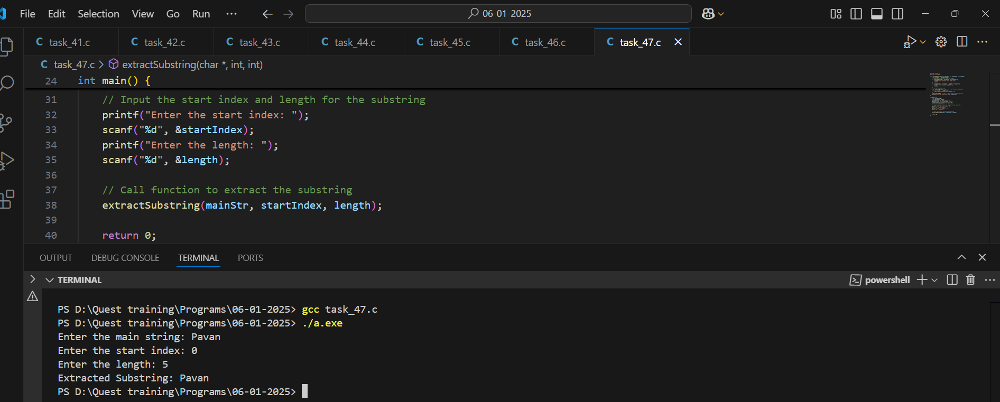 File Edit Selection View Go Run ··· 06-01-2025
C task_41.c C task_42.c C task_43.c C task_44.c C task_45.c C task_46.c C task_47.c
C task_47.c > extractSubstring(char *, int, int)
24 int main() {
31 // Input the start index and length for the substring
32 printf("Enter the start index: ");
33 scanf("%d", &startIndex);
34 printf("Enter the length: ");
35 scanf("%d", &length);
36
37 // Call function to extract the substring
38 extractSubstring(mainStr, startIndex, length);
39
40 return 0;
OUTPUT DEBUG CONSOLE TERMINAL PORTS
TERMINAL powershell
PS D:\Quest training\Programs\06-01-2025> gcc task_47.c
PS D:\Quest training\Programs\06-01-2025> ./a.exe
Enter the main string: Pavan
Enter the start index: 0
Enter the length: 5
Extracted Substring: Pavan
PS D:\Quest training\Programs\06-01-2025>